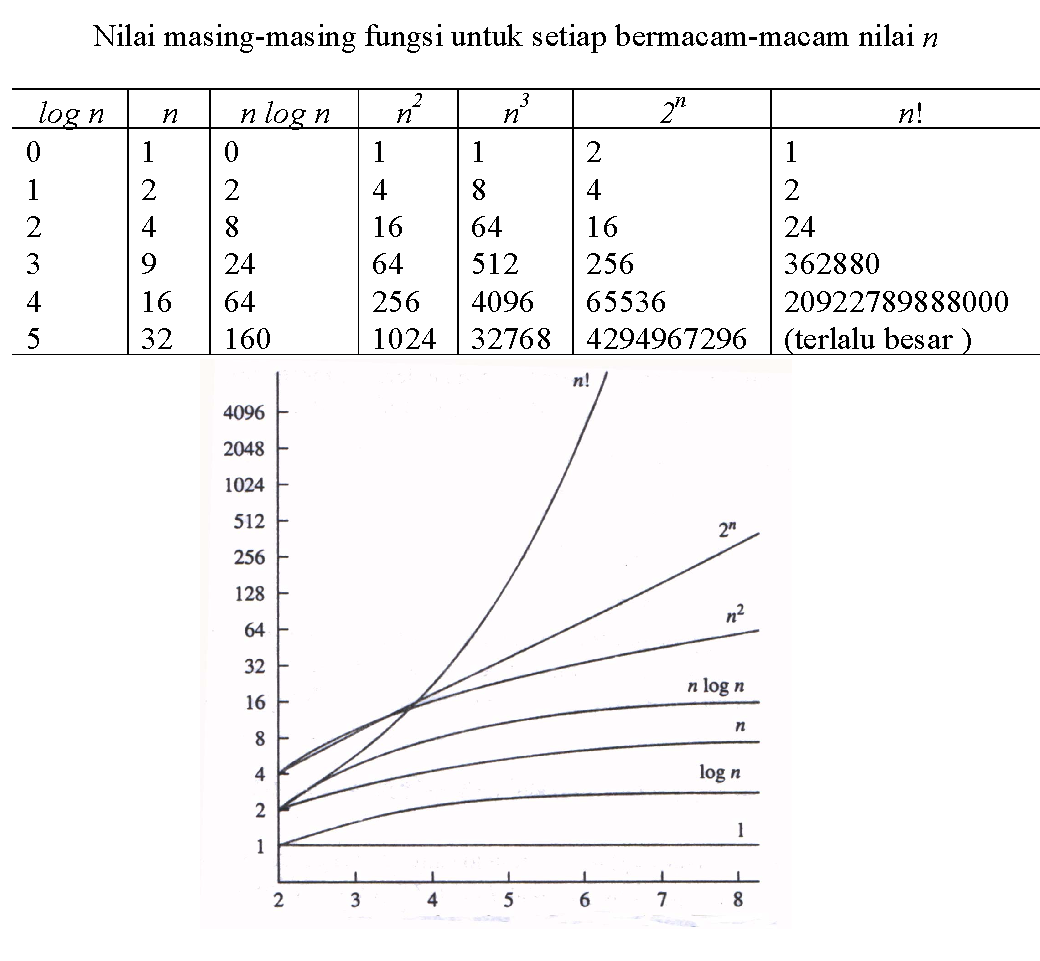 Nilai masing-masing fungsi untuk setiap bermacam-macam nilai n
log n n n log n n² n³ 2ⁿ n!
0 1 0 1 1 2 1
1 2 2 4 8 4 2
2 4 8 16 64 16 24
3 9 24 64 512 256 362880
4 16 64 256 4096 65536 20922789888000
5 32 160 1024 32768 4294967296 (terlalu besar )
n!
4096
2048
1024
512
2ⁿ
256
128
n²
64
32
n log n
16
n
8
log n
4
2
1
1
2 3 4 5 6 7 8